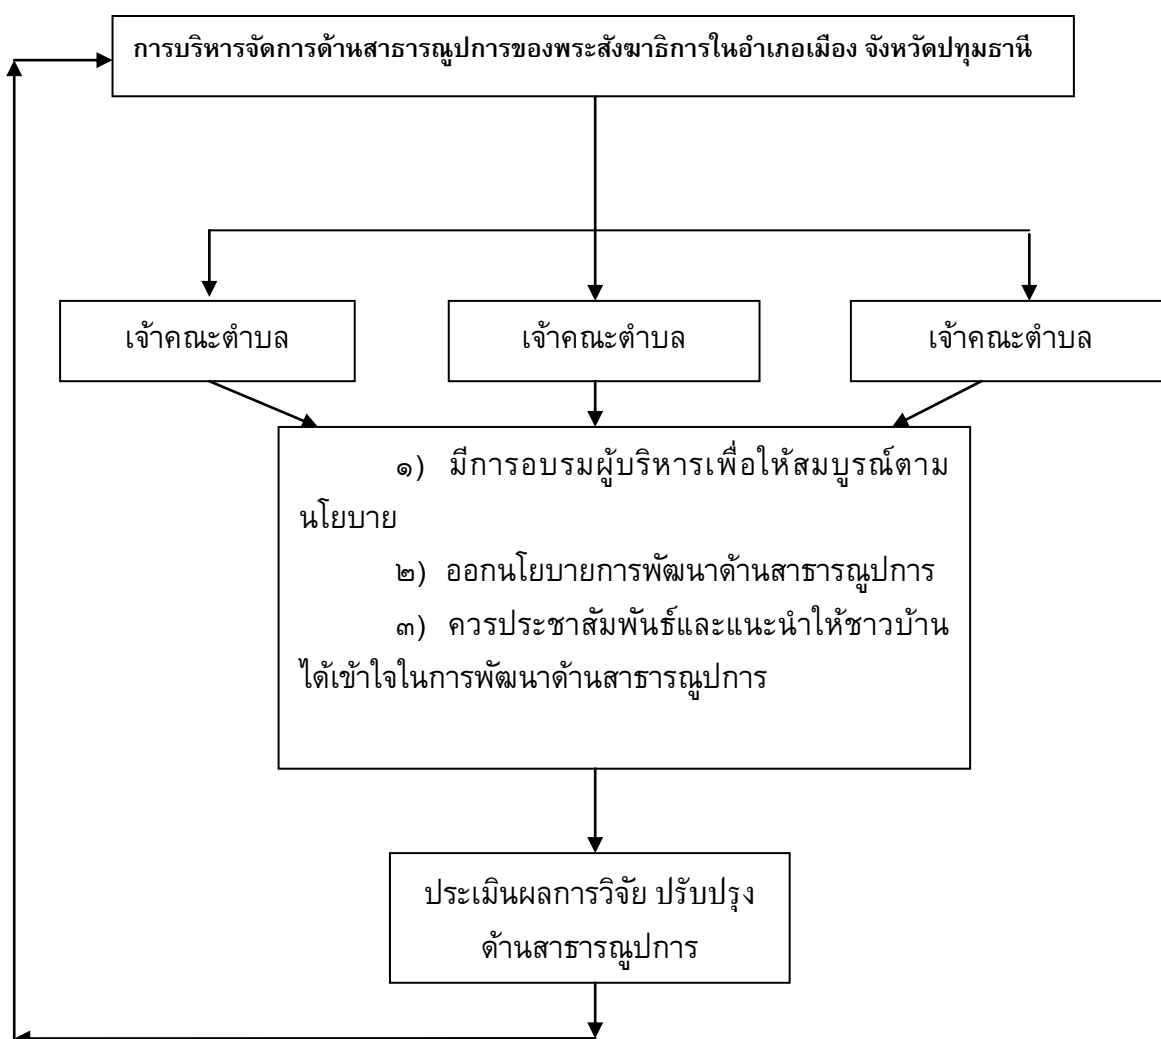 การบริหารจัดการด้านสาธารณูปการของพระสังฆาธิการในอำเภอเมือง จังหวัดปทุมธานี
เจ้าคณะตำบล
เจ้าคณะตำบล
เจ้าคณะตำบล
๑) มีการอบรมผู้บริหารเพื่อให้สมบูรณ์ตาม
นโยบาย
๒) ออกนโยบายการพัฒนาด้านสาธารณูปการ
๓) ควรประชาสัมพันธ์และแนะนำให้ชาวบ้าน
ได้เข้าใจในการพัฒนาด้านสาธารณูปการ
ประเมินผลการวิจัย ปรับปรุง
ด้านสาธารณูปการ